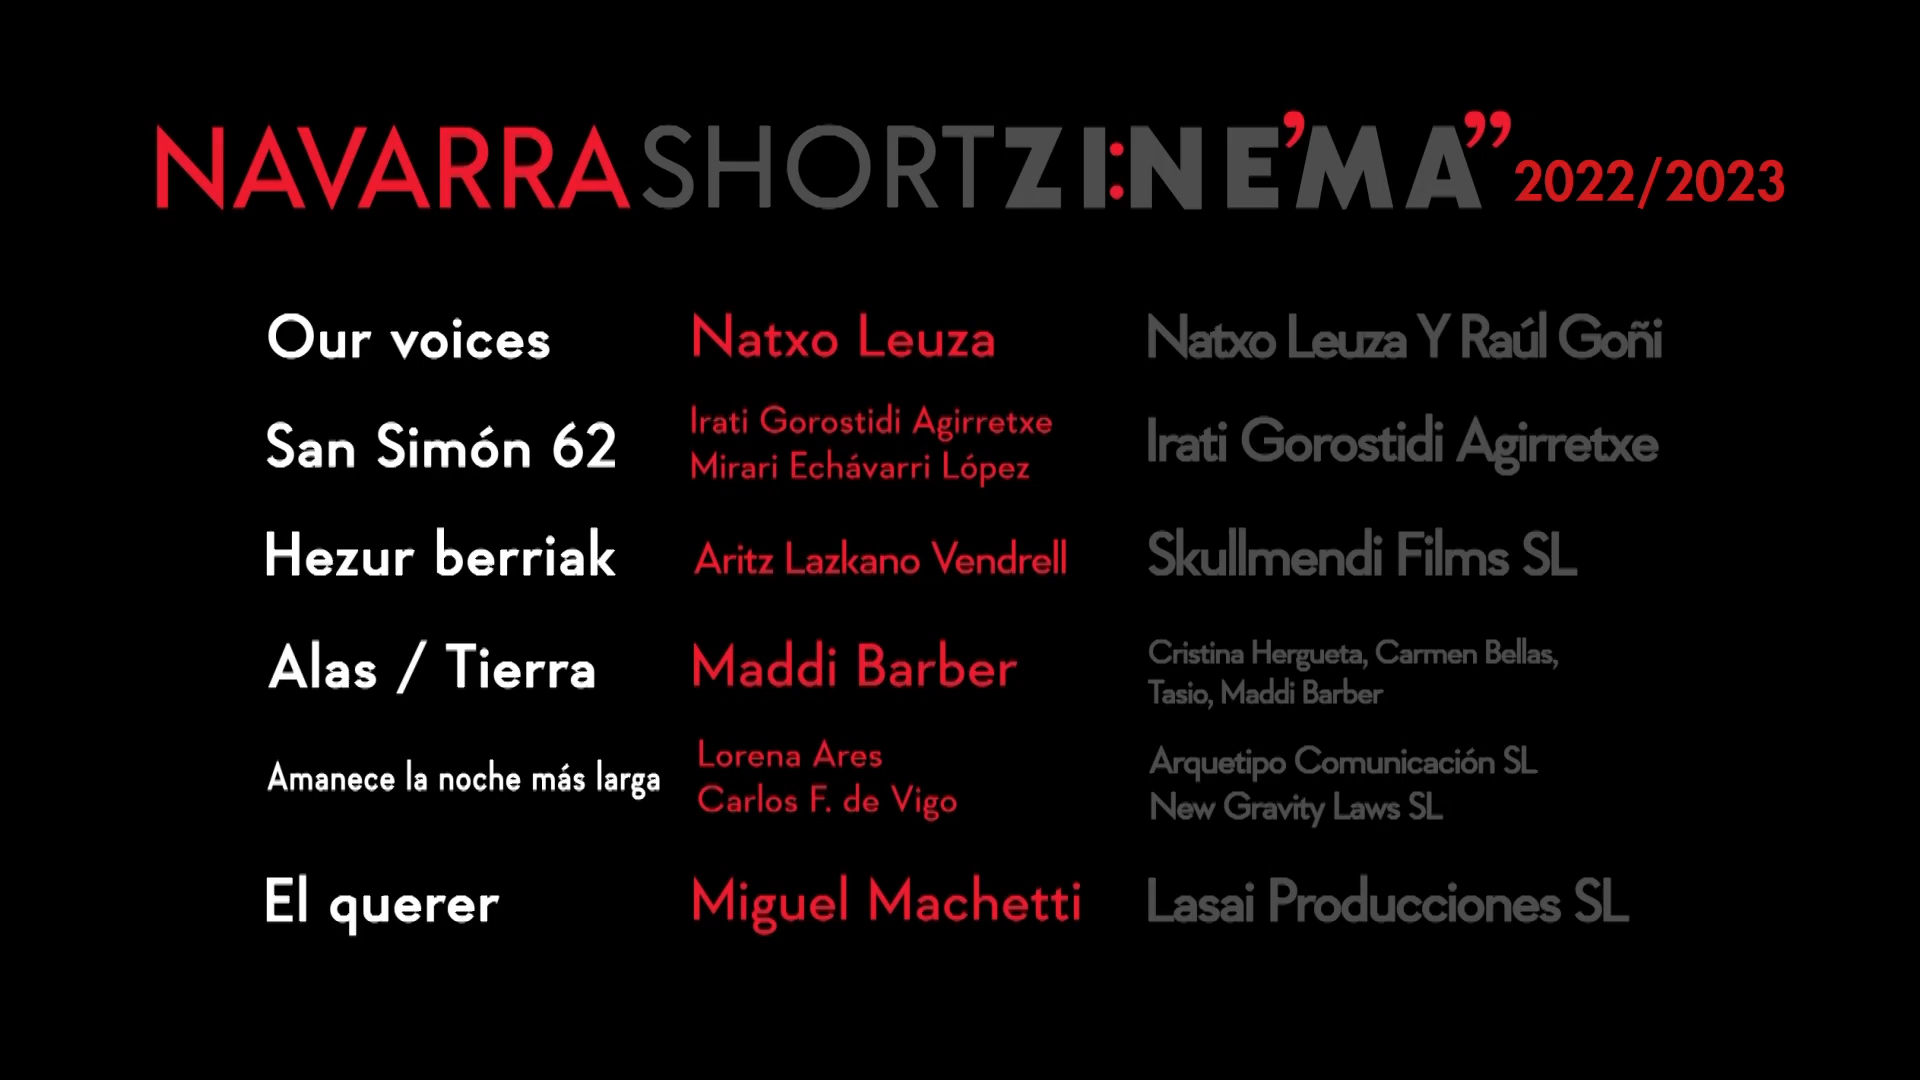 NAVARRASHORTZI:NE'MA" 2022/2023
Our voices Natxo Leuza Natxo Leuza Y Raúl Goñi
San Simón 62 Irati Gorostidi Agirretxe Mirari Echávarri López Irati Gorostidi Agirretxe
Hezur berriak Aritz Lazkano Vendrell Skullmendi Films SL
Alas / Tierra Maddi Barber Cristina Hergueta, Carmen Bellas, Tasio, Maddi Barber
Amanece la noche más larga Lorena Ares Carlos F. de Vigo Arquetipo Comunicación SL New Gravity Laws SL
El querer Miguel Machetti Lasai Producciones SL